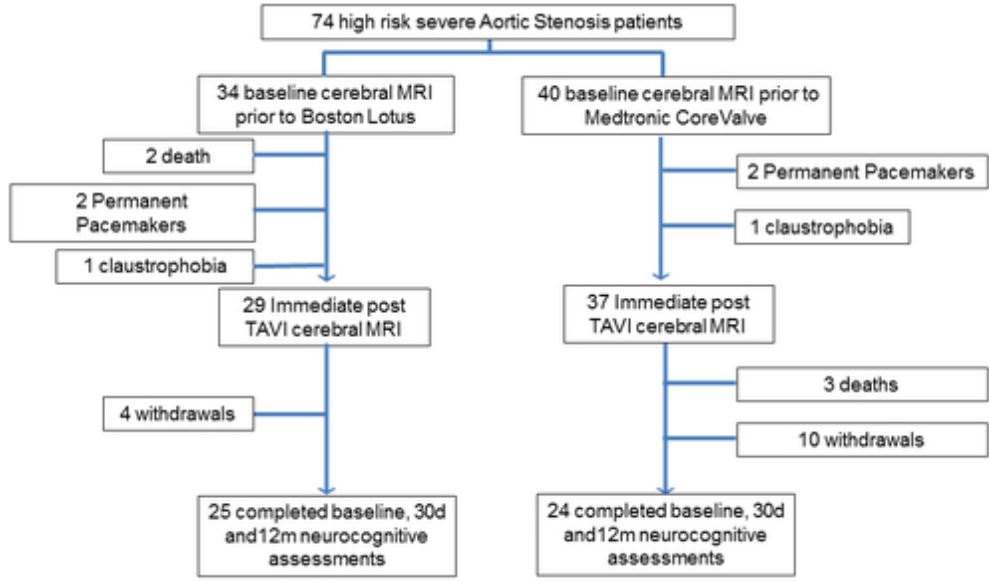 74 high risk severe Aortic Stenosis patients
34 baseline cerebral MRI
prior to Boston Lotus
40 baseline cerebral MRI prior to
Medtronic CoreValve
2 death
2 Permanent Pacemakers
2 Permanent
Pacemakers
1 claustrophobia
1 claustrophobia
29 Immediate post
TAVI cerebral MRI
37 Immediate post
TAVI cerebral MRI
3 deaths
4 withdrawals
10 withdrawals
25 completed baseline, 30d
and12m neurocognitive
assessments
24 completed baseline, 30d
and12m neurocognitive
assessments